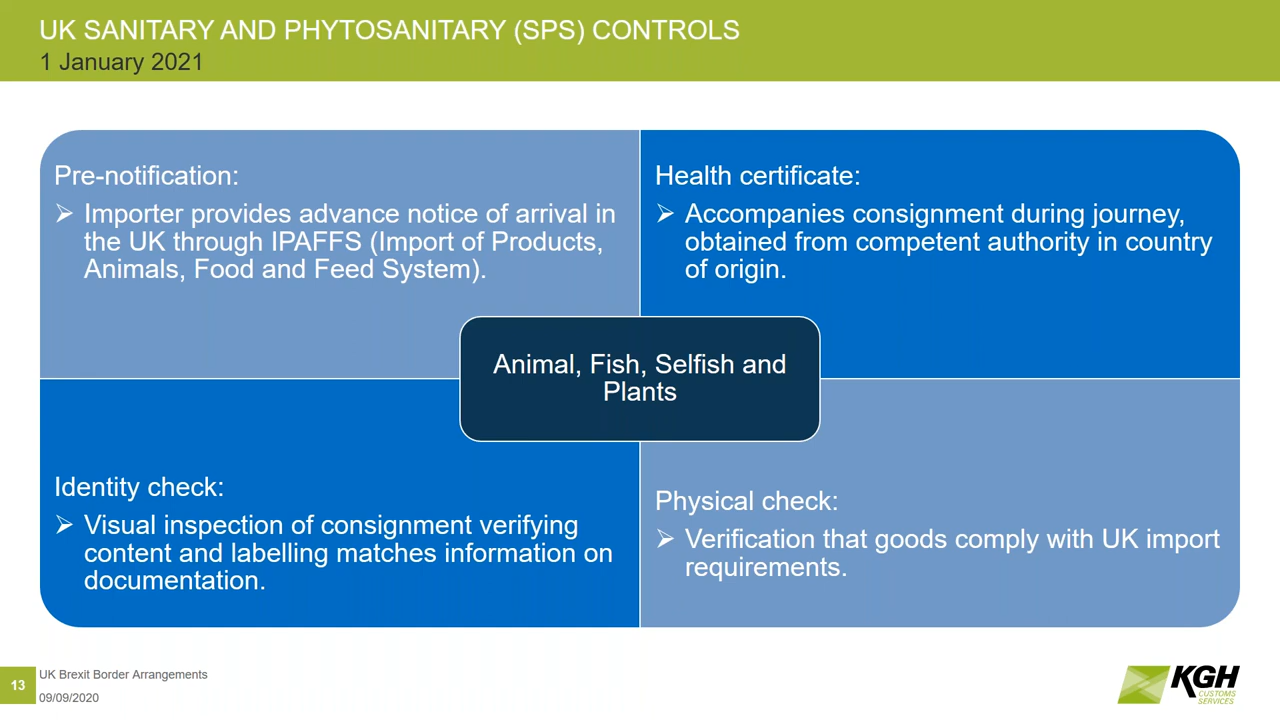 UK SANITARY AND PHYTOSANITARY (SPS) CONTROLS
1 January 2021
Pre-notification:
Importer provides advance notice of arrival in
the UK through IPAFFS (Import of Products,
Animals, Food and Feed System).
Health certificate:
Accompanies consignment during journey,
obtained from competent authority in country
of origin.
Animal, Fish, Selfish and
Plants
Identity check:
Visual inspection of consignment verifying
content and labelling matches information on
documentation.
Physical check:
Verification that goods comply with UK import
requirements.
13
UK Brexit Border Arrangements
09/09/2020
KGH
CUSTOMS
SERVICES